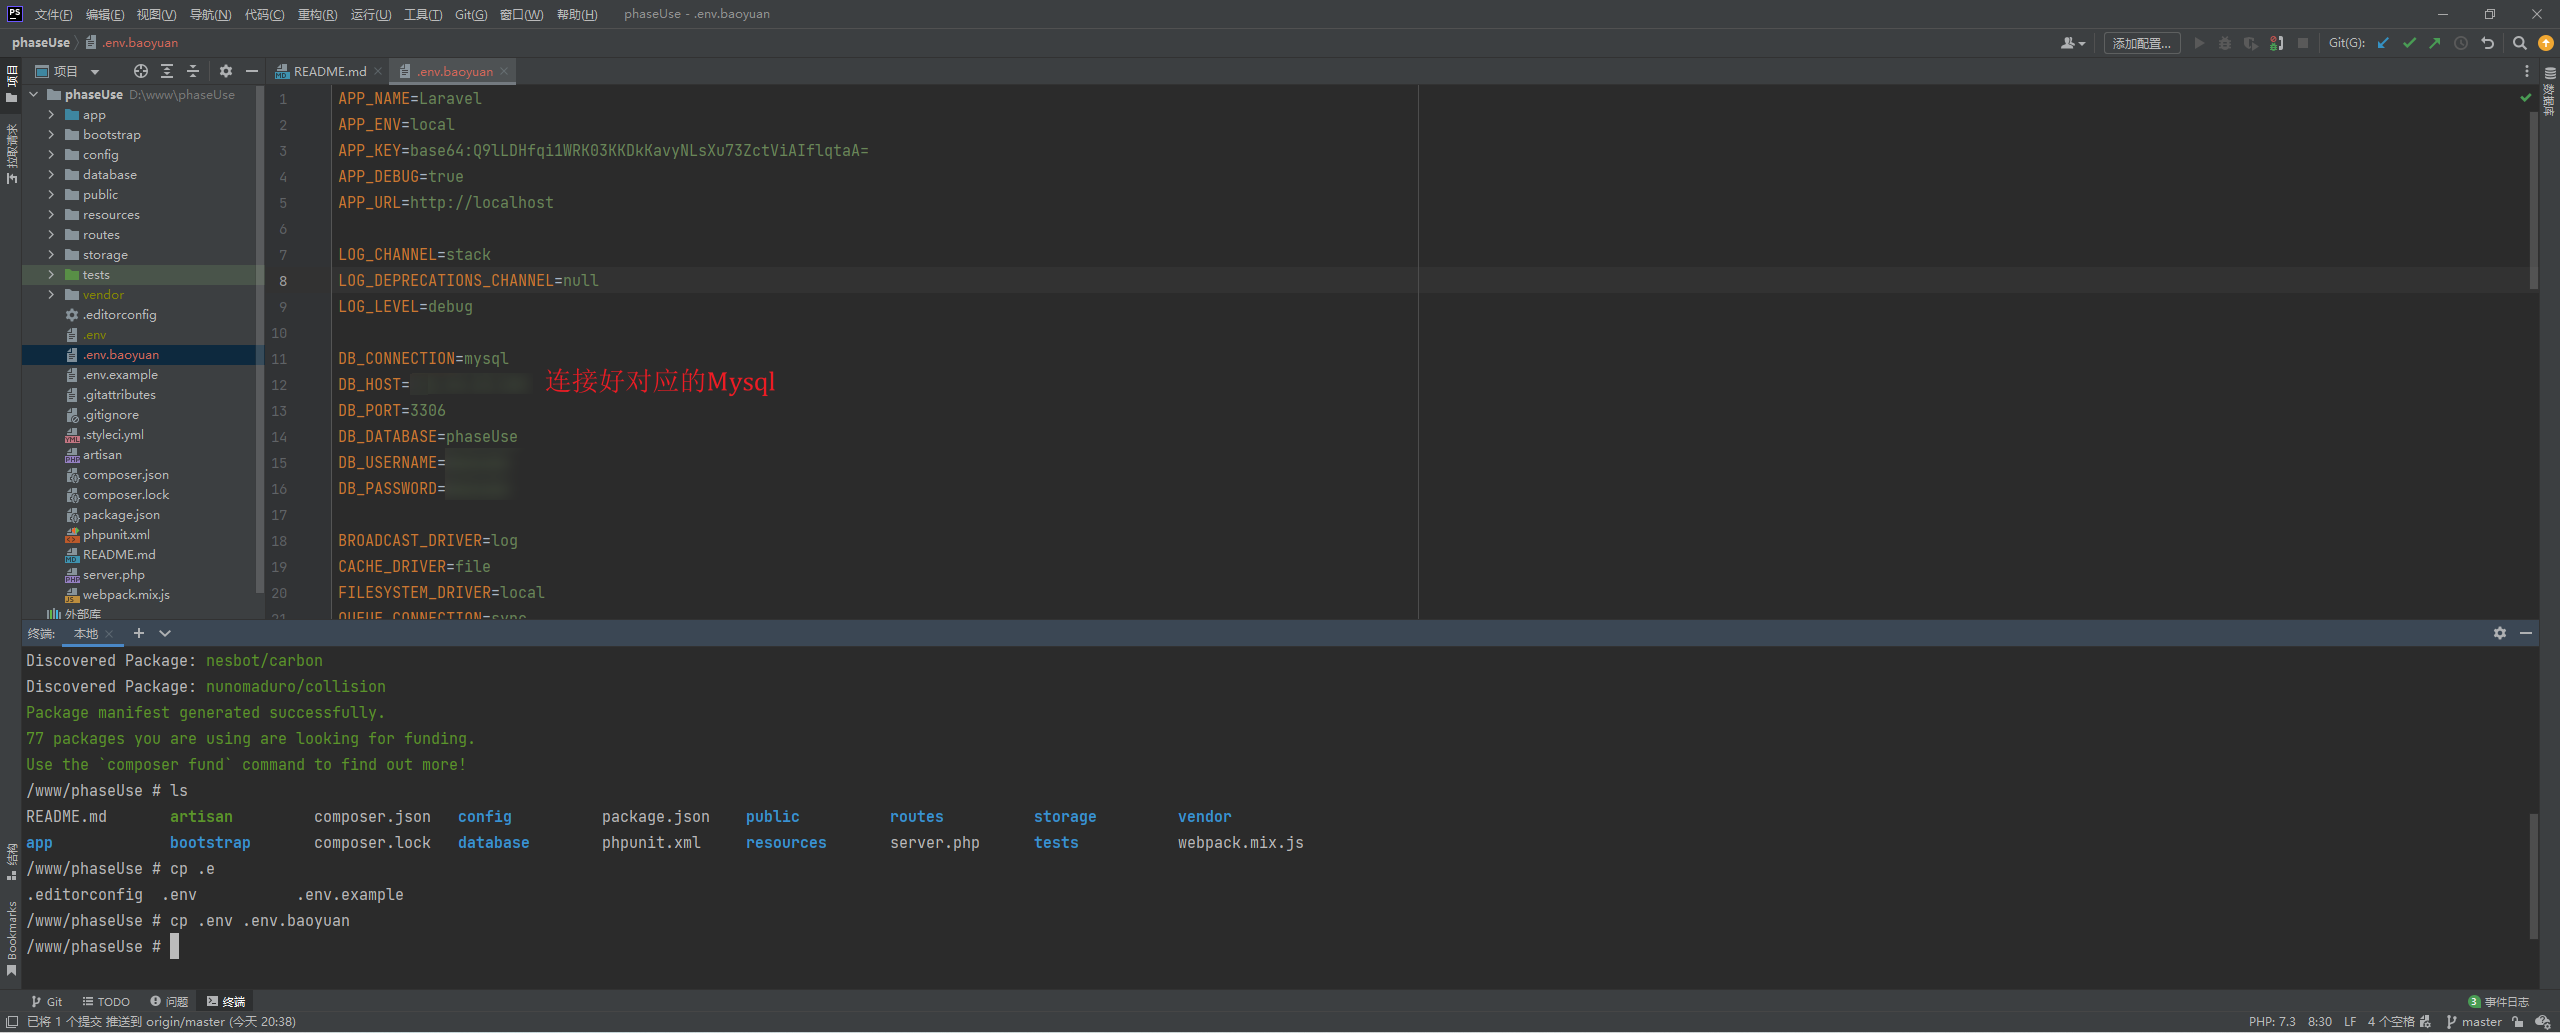 文件(F) 编辑(E) 视图(V) 导航(N) 代码(C) 重构(R) 运行(U) 工具(T) Git(G) 窗口(W) 帮助(H) phaseUse - .env.baoyuan
phaseUse .env.baoyuan 添加配置... Git(G):
项目 README.md .env.baoyuan
phaseUse D:\www\phaseUse
app
bootstrap
config
database
public
resources
routes
storage
tests
vendor
.editorconfig
.env
.env.baoyuan
.env.example
.gitattributes
.gitignore
.styleci.yml
artisan
composer.json
composer.lock
package.json
phpunit.xml
README.md
server.php
webpack.mix.js
外部库
1 APP_NAME=Laravel
2 APP_ENV=local
3 APP_KEY=base64:Q9lLDHfqi1WRK03KKDkKavyNLsXu73ZctViAIflqtaA=
4 APP_DEBUG=true
5 APP_URL=http://localhost
6
7 LOG_CHANNEL=stack
8 LOG_DEPRECATIONS_CHANNEL=null
9 LOG_LEVEL=debug
10
11 DB_CONNECTION=mysql
12 DB_HOST= 连接好对应的Mysql
13 DB_PORT=3306
14 DB_DATABASE=phaseUse
15 DB_USERNAME=
16 DB_PASSWORD=
17
18 BROADCAST_DRIVER=log
19 CACHE_DRIVER=file
20 FILESYSTEM_DRIVER=local
21 QUEUE_CONNECTION=sync
项目
拉取请求
结构
Bookmarks
数据库
终端: 本地
Discovered Package: nesbot/carbon
Discovered Package: nunomaduro/collision
Package manifest generated successfully.
77 packages you are using are looking for funding.
Use the `composer fund` command to find out more!
/www/phaseUse # ls
README.md artisan composer.json config package.json public routes storage vendor
app bootstrap composer.lock database phpunit.xml resources server.php tests webpack.mix.js
/www/phaseUse # cp .e
.editorconfig .env .env.example
/www/phaseUse # cp .env .env.baoyuan
/www/phaseUse #
Git TODO 问题 终端 3 事件日志
已将 1 个提交 推送到 origin/master (今天 20:38) PHP: 7.3 8:30 LF 4 个空格 master